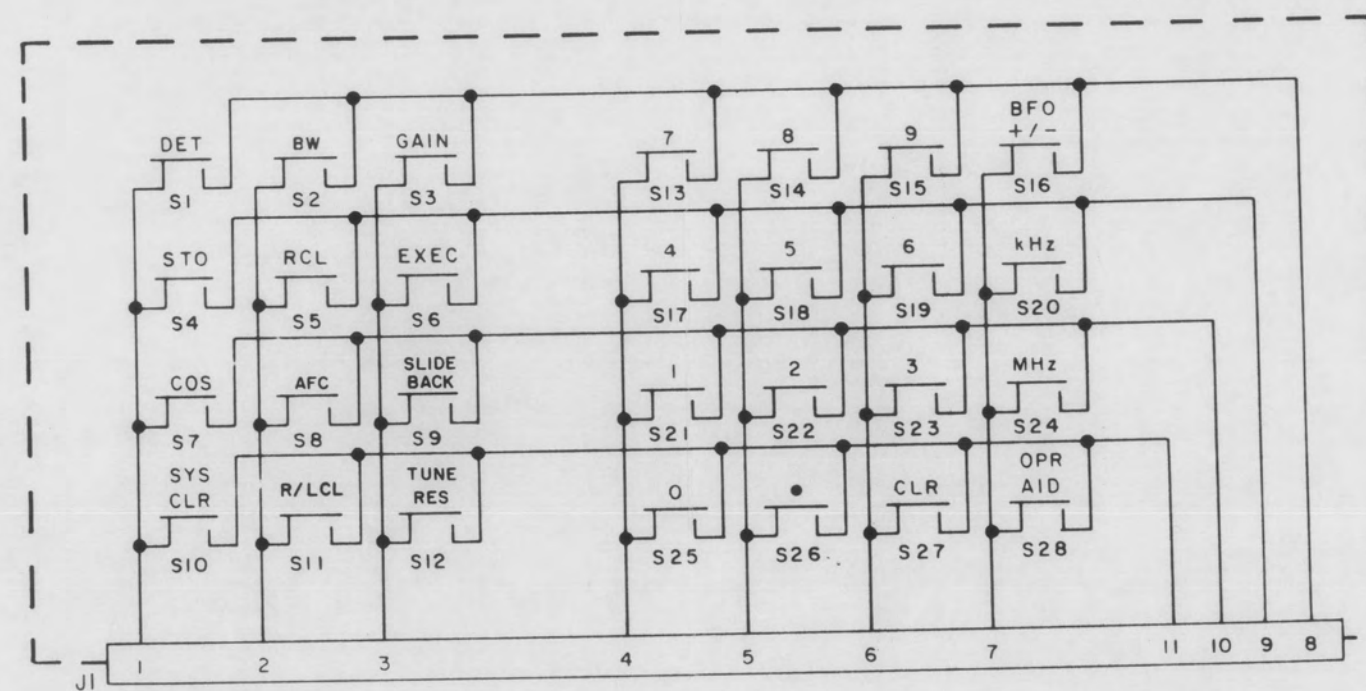 DET BW GAIN 7 8 9 BFO +/-
S1 S2 S3 S13 S14 S15 S16
STO RCL EXEC 4 5 6 kHz
S4 S5 S6 S17 S18 S19 S20
COS AFC SLIDE BACK 1 2 3 MHz
S7 S8 S9 S21 S22 S23 S24
SYS CLR R/LCL TUNE RES 0 • CLR OPR AID
S10 S11 S12 S25 S26 S27 S28
J1 1 2 3 4 5 6 7 11 10 9 8